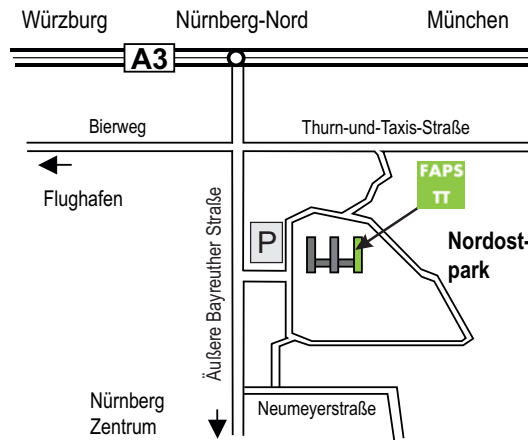 Würzburg
Nürnberg-Nord
München
A3
Bierweg
Thurn-und-Taxis-Straße
Flughafen
FAPS
TT
Äußere Bayreuther Straße
P
Nordost-
park
Nürnberg
Zentrum
Neumeyerstraße